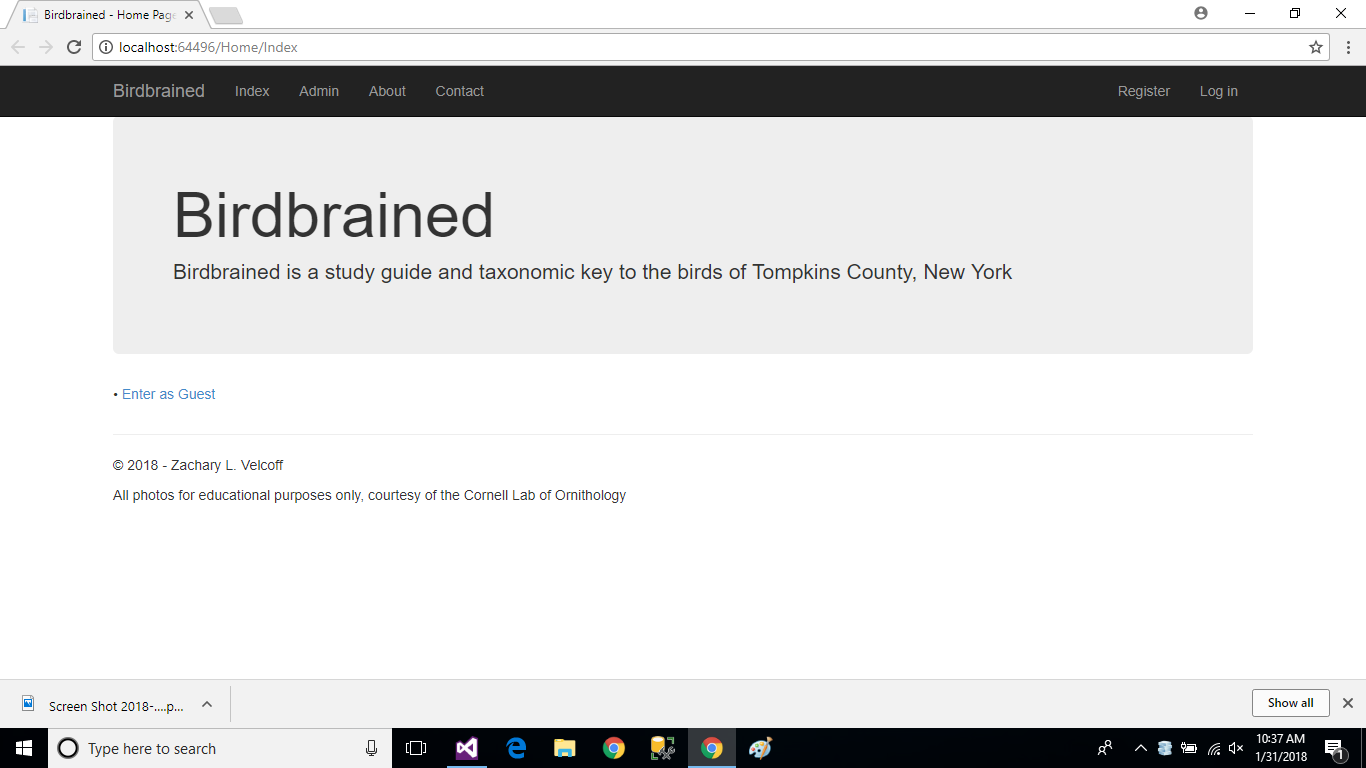 Birdbrained - Home Pag
localhost:64496/Home/Index
Birdbrained Index Admin About Contact Register Log in
Birdbrained
Birdbrained is a study guide and taxonomic key to the birds of Tompkins County, New York
• Enter as Guest
© 2018 - Zachary L. Velcoff
All photos for educational purposes only, courtesy of the Cornell Lab of Ornithology
Screen Shot 2018-....p... Show all
Type here to search
10:37 AM
1/31/2018
1